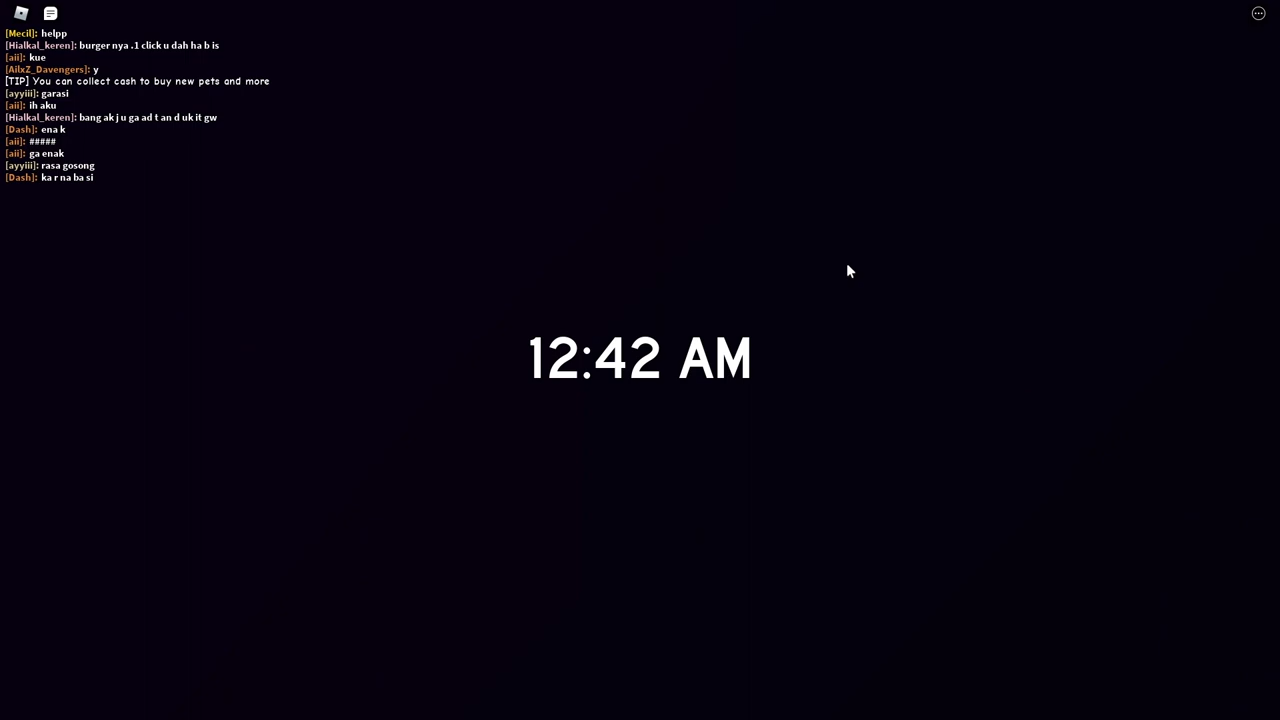 [Mecil]: helpp
[Hialkal_keren]: burger nya .1 click u dah ha b is
[aii]: kue
[AilxZ_Davengers]: y
[TIP] You can collect cash to buy new pets and more
[ayyiii]: garasi
[aii]: ih aku
[Hialkal_keren]: bang ak j u ga ad t an d uk it gw
[Dash]: ena k
[aii]: #####
[aii]: ga enak
[ayyiii]: rasa gosong
[Dash]: ka r na ba si
12:42 AM